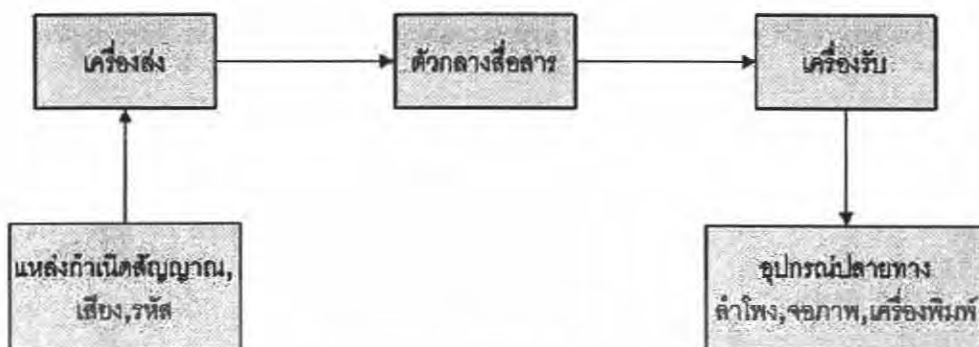 เครื่องส่ง
ตัวกลางสื่อสาร
เครื่องรับ
แหล่งกำเนิดสัญญาณ,
เสียง,รหัส
อุปกรณ์ปลายทาง
ลำโพง,จอภาพ,เครื่องพิมพ์